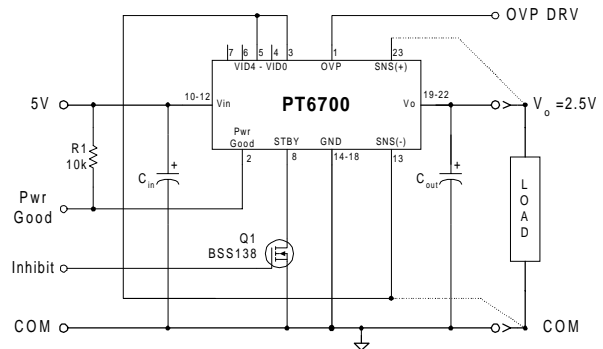 OVP DRV
7 6 5 4 3 1 23
VID4 - VID0 OVP SNS(+)
10-12 19-22
5V Vin PT6700 Vo Vo =2.5V
Pwr
Good STBY GND SNS(-)
2 8 14-18 13
R1
10k
+ Cin
+ Cout
LOAD
Pwr
Good
Q1
BSS138
Inhibit
COM COM